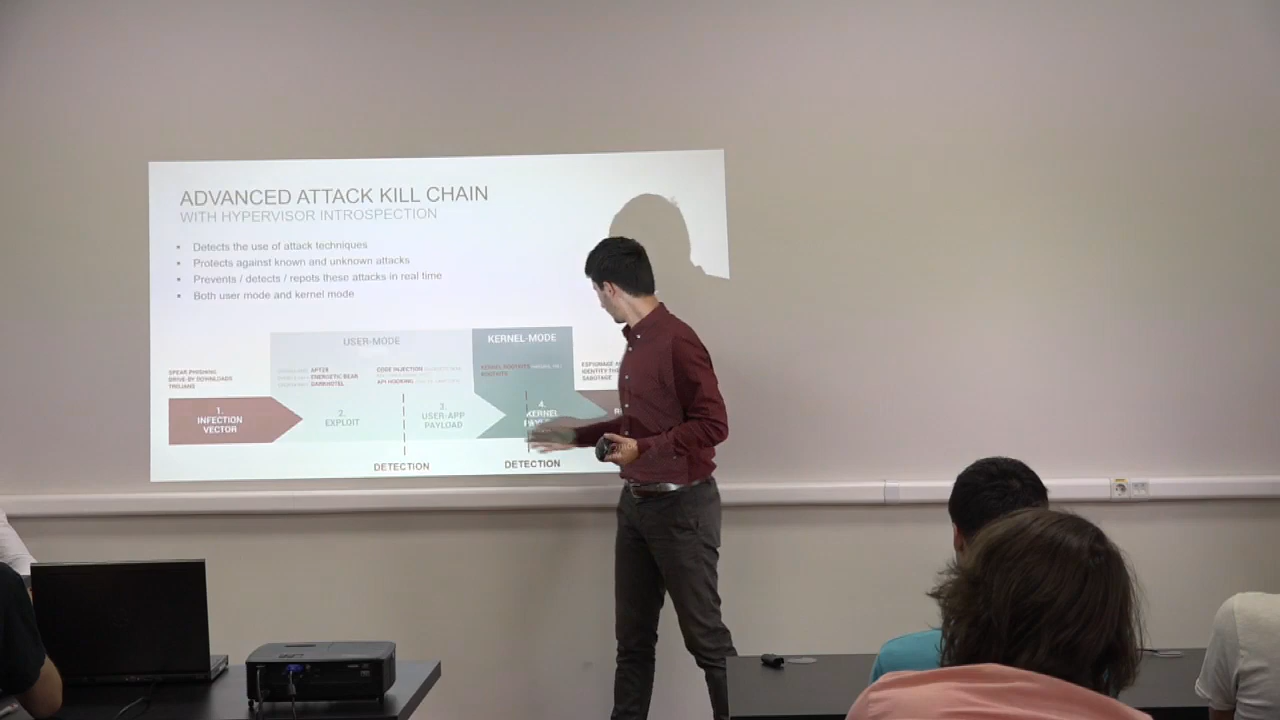 ADVANCED ATTACK KILL CHAIN
WITH HYPERVISOR INTROSPECTION
Detects the use of attack techniques
Protects against known and unknown attacks
Prevents / detects / repots these attacks in real time
Both user mode and kernel mode
USER-MODE
KERNEL-MODE
SPEAR PHISHING
DRIVE-BY DOWNLOADS
TROJANS
APT28
ENERGETIC BEAR
DARKHOTEL
CODE INJECTION
API HOOKING
KERNEL ROOTKITS
ESPIONAGE
IDENTITY
SABOTAGE
1.
INFECTION
VECTOR
2.
EXPLOIT
3.
USER-APP
PAYLOAD
4.
KERNEL
DETECTION
DETECTION